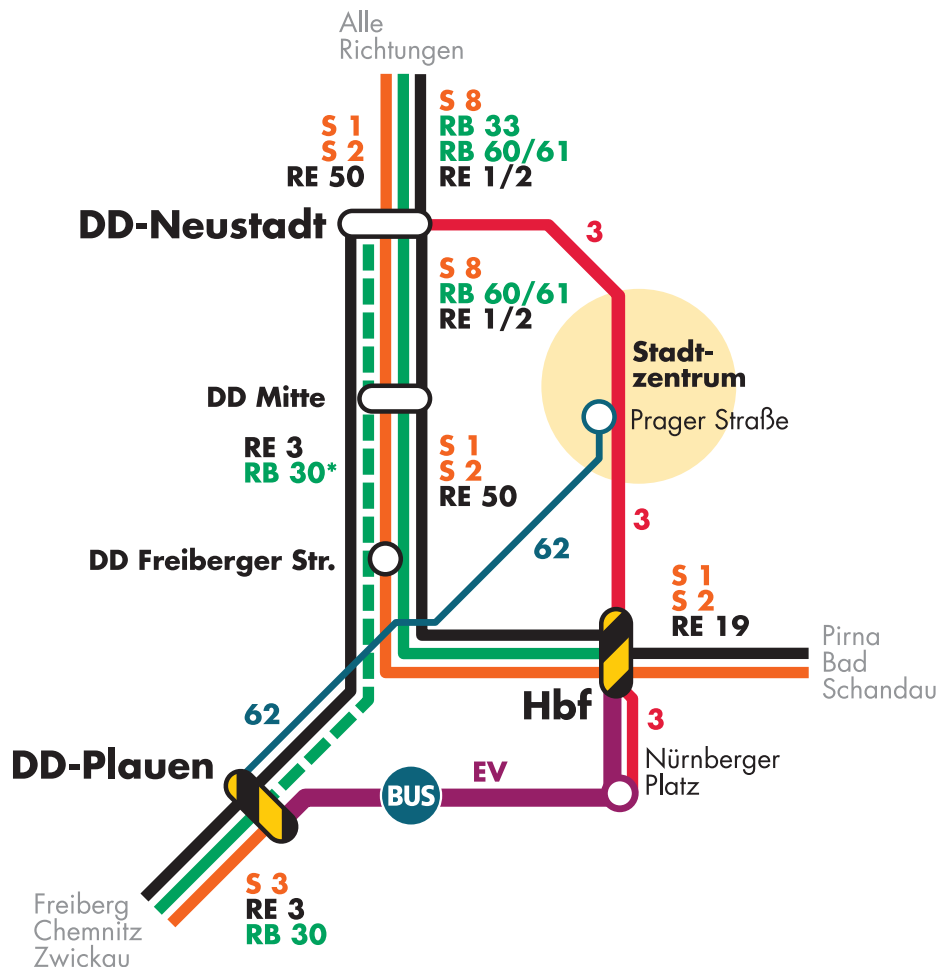 Alle
Richtungen
S 1
S 2
RE 50
S 8
RB 33
RB 60/61
RE 1/2
DD-Neustadt
3
S 8
RB 60/61
RE 1/2
Stadt-
zentrum
Prager Straße
DD Mitte
RE 3
RB 30*
S 1
S 2
RE 50
3
62
DD Freiberger Str.
S 1
S 2
RE 19
Pirna
Bad
Schandau
Hbf
62
3
DD-Plauen
EV
BUS
Nürnberger
Platz
S 3
RE 3
RB 30
Freiberg
Chemnitz
Zwickau